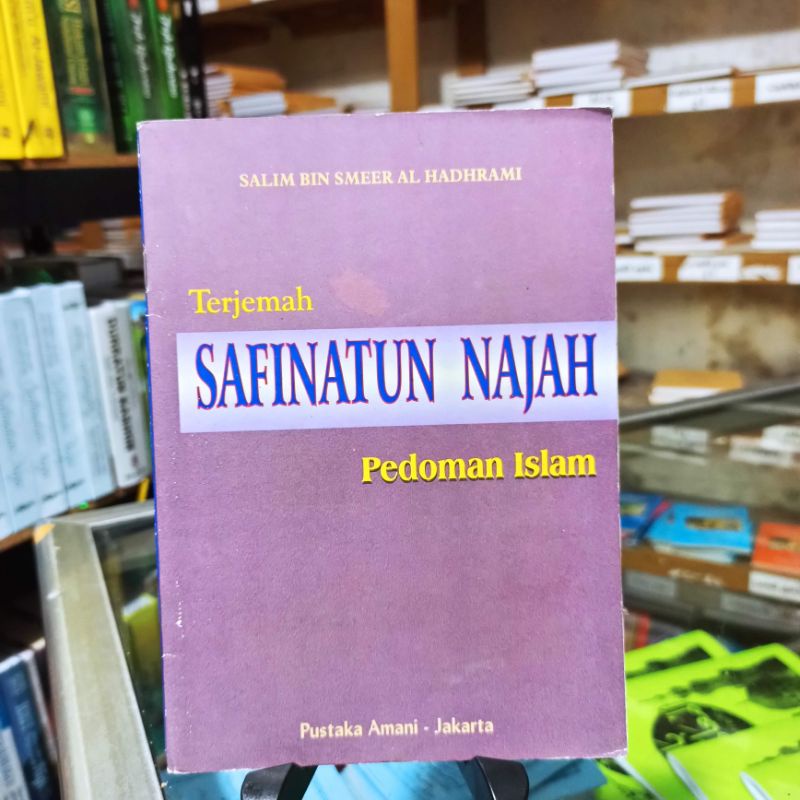 SALIM BIN SMEER AL HADHRAMI
Terjemah
SAFINATUN NAJAH
Pedoman Islam
Pustaka Amani - Jakarta